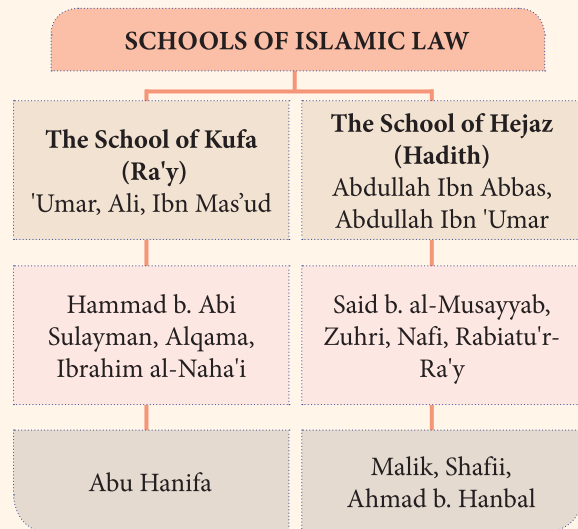 SCHOOLS OF ISLAMIC LAW
The School of Kufa
(Ra'y)
'Umar, Ali, Ibn Mas’ud
The School of Hejaz
(Hadith)
Abdullah Ibn Abbas,
Abdullah Ibn 'Umar
Hammad b. Abi
Sulayman, Alqama,
Ibrahim al-Naha'i
Said b. al-Musayyab,
Zuhri, Nafi, Rabiatu'r-
Ra'y
Abu Hanifa
Malik, Shafii,
Ahmad b. Hanbal